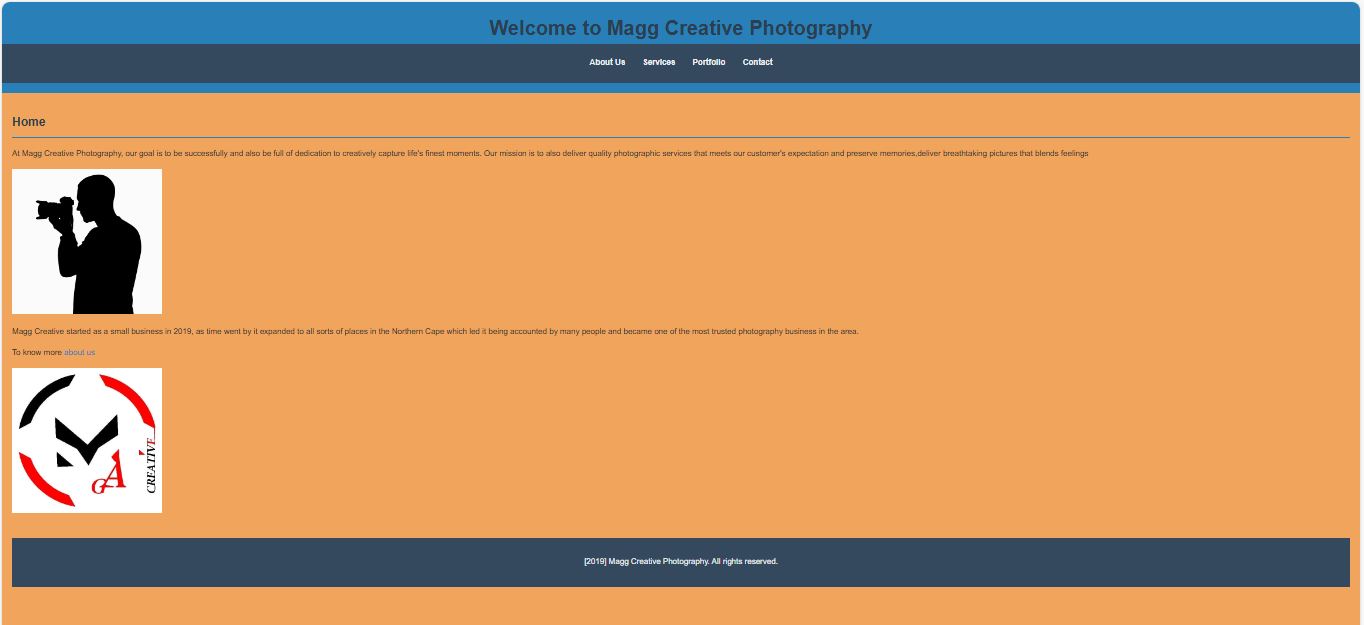 Welcome to Magg Creative Photography
About Us Services Portfolio Contact
Home
At Magg Creative Photography, our goal is to be successfully and also be full of dedication to creatively capture life's finest moments. Our mission is to also deliver quality photographic services that meets our customer's expectation and preserve memories,deliver breathtaking pictures that blends feelings
Magg Creative started as a small business in 2019, as time went by it expanded to all sorts of places in the Northern Cape which led it being accounted by many people and became one of the most trusted photography business in the area.
To know more about us
M
GA
CREATIVE
[2019] Magg Creative Photography. All rights reserved.